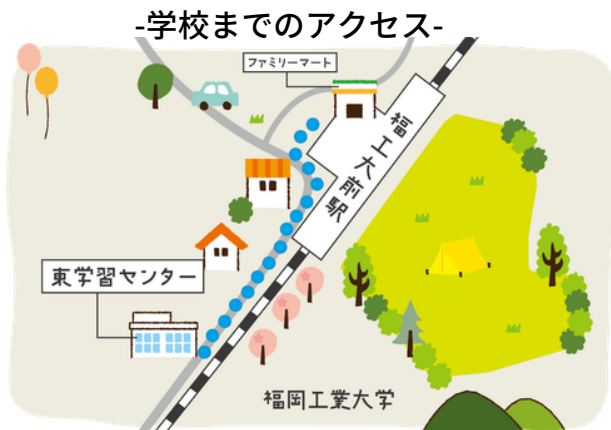 -学校までのアクセス-
ファミリーマート
福工大前駅
東学習センター
福岡工業大学